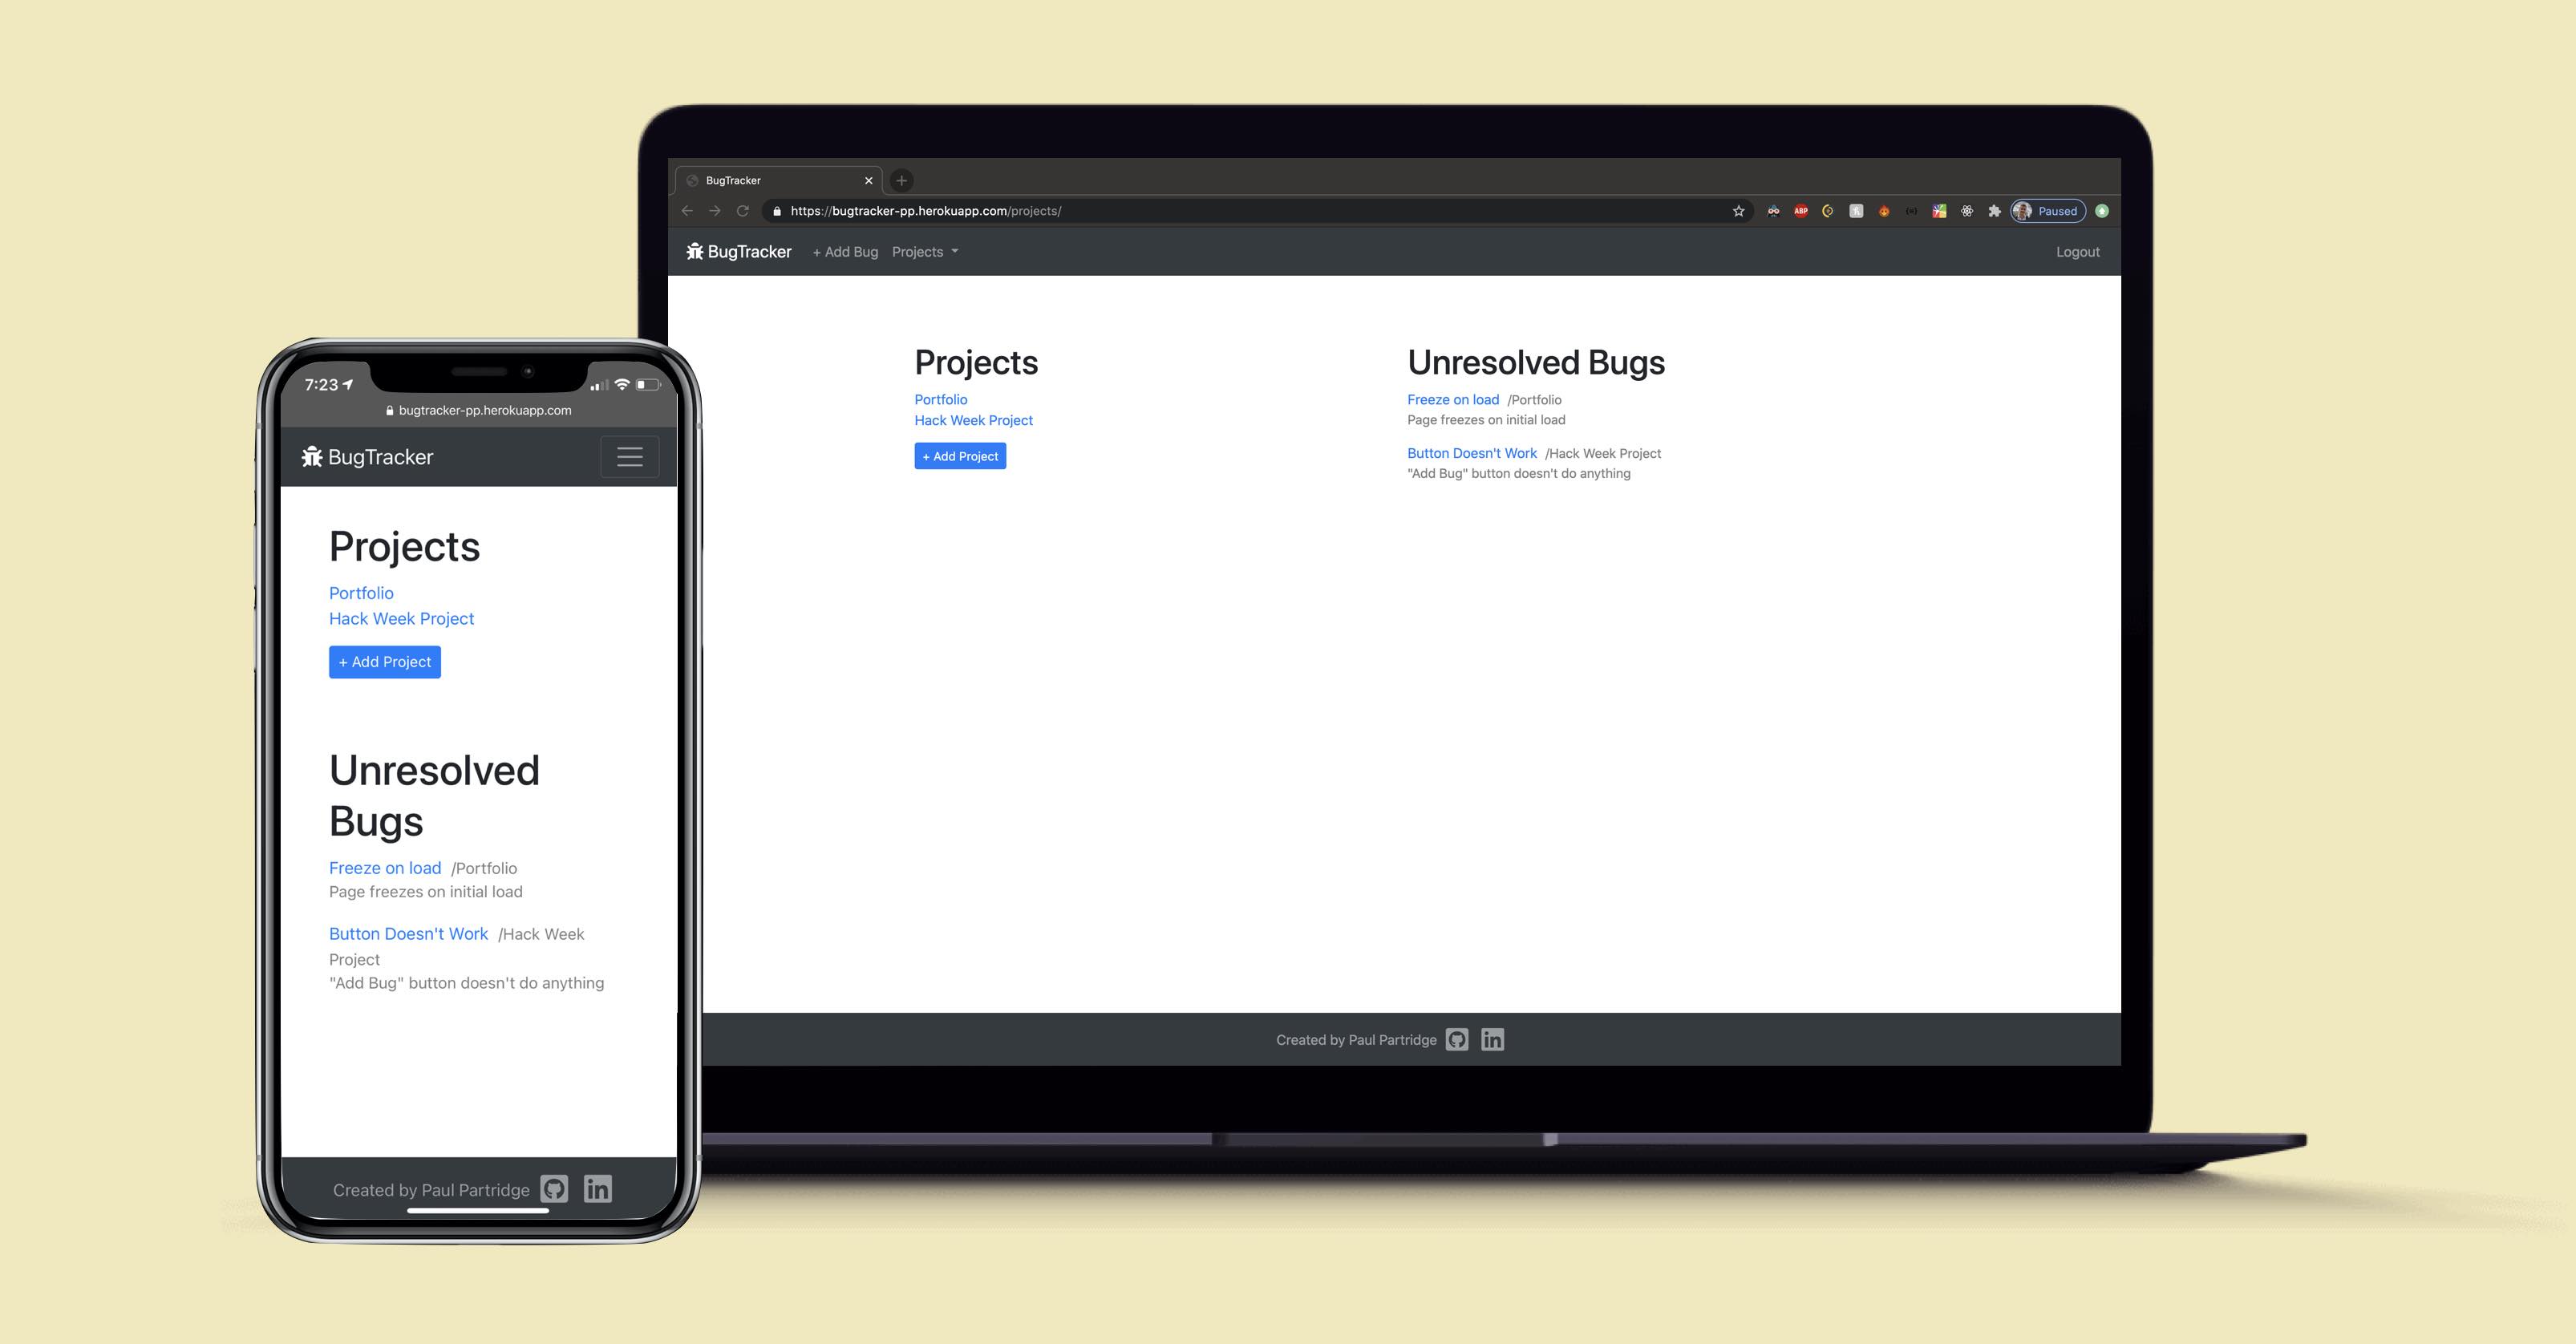 BugTracker
https://bugtracker-pp.herokuapp.com/projects/
ABP
Paused
BugTracker + Add Bug Projects Logout
Projects
Portfolio
Hack Week Project
+ Add Project
Unresolved Bugs
Freeze on load /Portfolio
Page freezes on initial load
Button Doesn't Work /Hack Week Project
"Add Bug" button doesn't do anything
Created by Paul Partridge in
7:23
bugtracker-pp.herokuapp.com
BugTracker
Projects
Portfolio
Hack Week Project
+ Add Project
Unresolved
Bugs
Freeze on load /Portfolio
Page freezes on initial load
Button Doesn't Work /Hack Week
Project
"Add Bug" button doesn't do anything
Created by Paul Partridge in